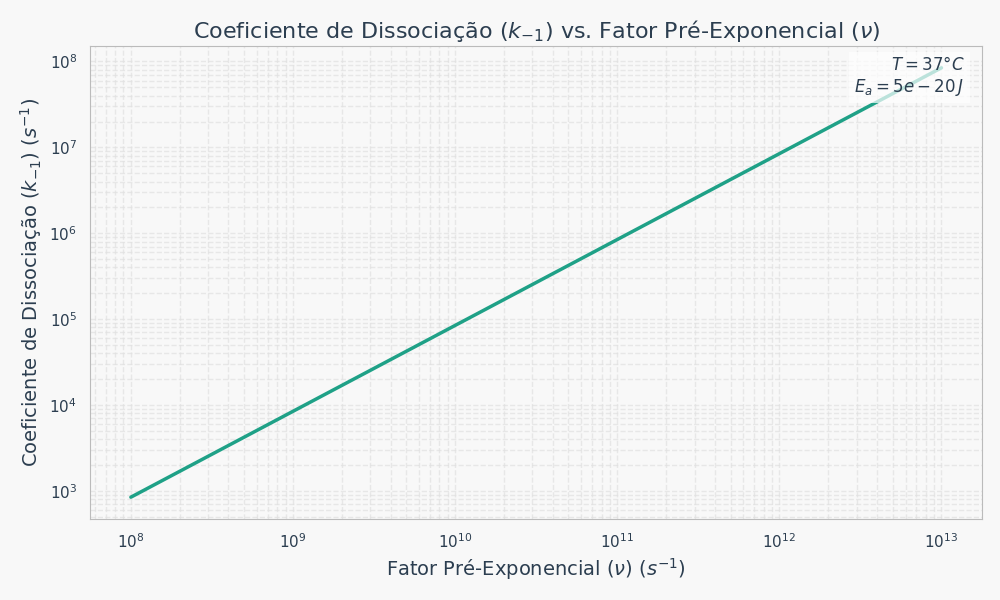 Coeficiente de Dissociação (k₋₁) vs. Fator Pré-Exponencial (ν)
T = 37°C
Eₐ = 5e − 20 J
Coeficiente de Dissociação (k₋₁) (s⁻¹)
10⁸
10⁷
10⁶
10⁵
10⁴
10³
10⁸ 10⁹ 10¹⁰ 10¹¹ 10¹² 10¹³
Fator Pré-Exponencial (ν) (s⁻¹)